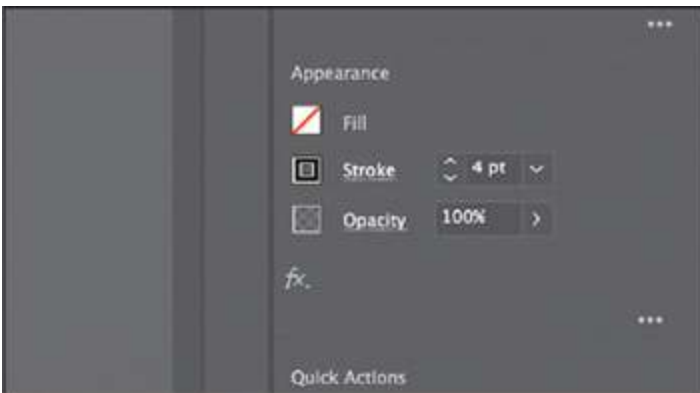 Appearance
Fill
Stroke 4 pt
Opacity 100%
fx.
Quick Actions